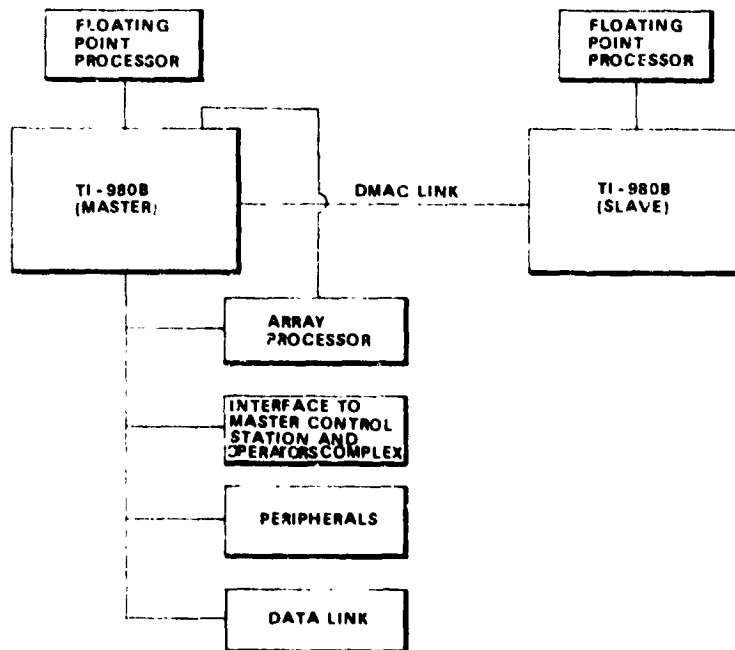 FLOATING
POINT
PROCESSOR
FLOATING
POINT
PROCESSOR
TI-980B
(MASTER)
DMAC LINK
TI-980B
(SLAVE)
ARRAY
PROCESSOR
INTERFACE TO
MASTER CONTROL
STATION AND
OPERATORS COMPLEX
PERIPHERALS
DATA LINK